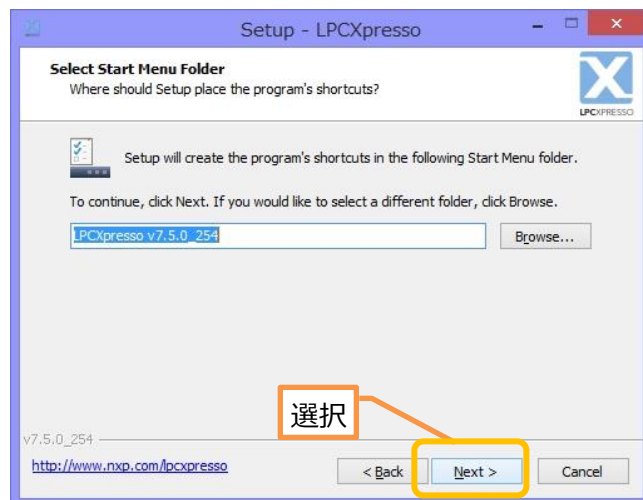 Setup - LPCXpresso
Select Start Menu Folder
Where should Setup place the program's shortcuts?
LPCXPRESSO
Setup will create the program's shortcuts in the following Start Menu folder.
To continue, click Next. If you would like to select a different folder, click Browse.
LPCXpresso v7.5.0_254
Browse...
選択
v7.5.0_254
http://www.nxp.com/lpcxpresso
< Back
Next >
Cancel